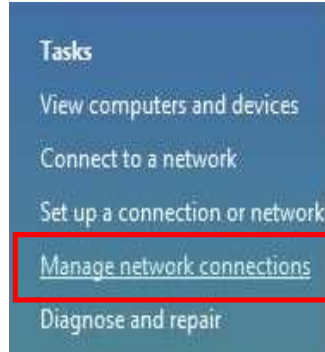 Tasks
View computers and devices
Connect to a network
Set up a connection or network
Manage network connections
Diagnose and repair